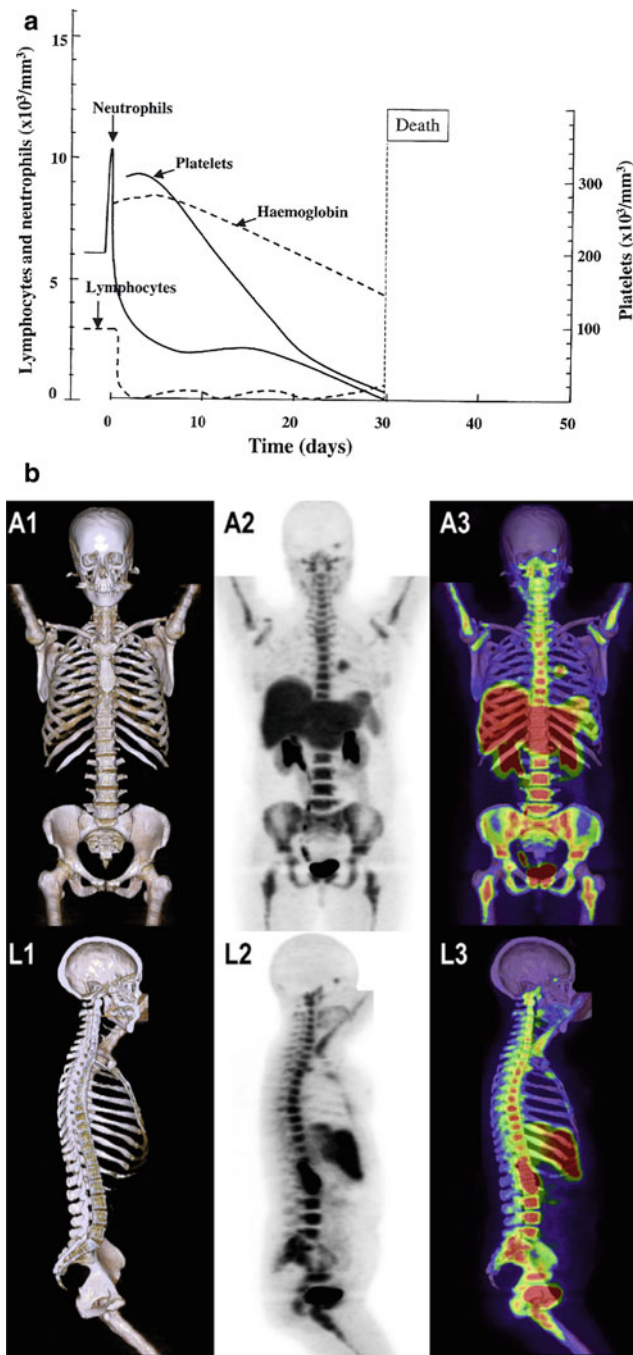 a
Lymphocytes and neutrophils (x10³/mm³)
15
10
5
0
Neutrophils
Platelets
Haemoglobin
Lymphocytes
Death
300
200
100
Platelets (x10³/mm³)
0 10 20 30 40 50
Time (days)
b
A1 A2 A3
L1 L2 L3